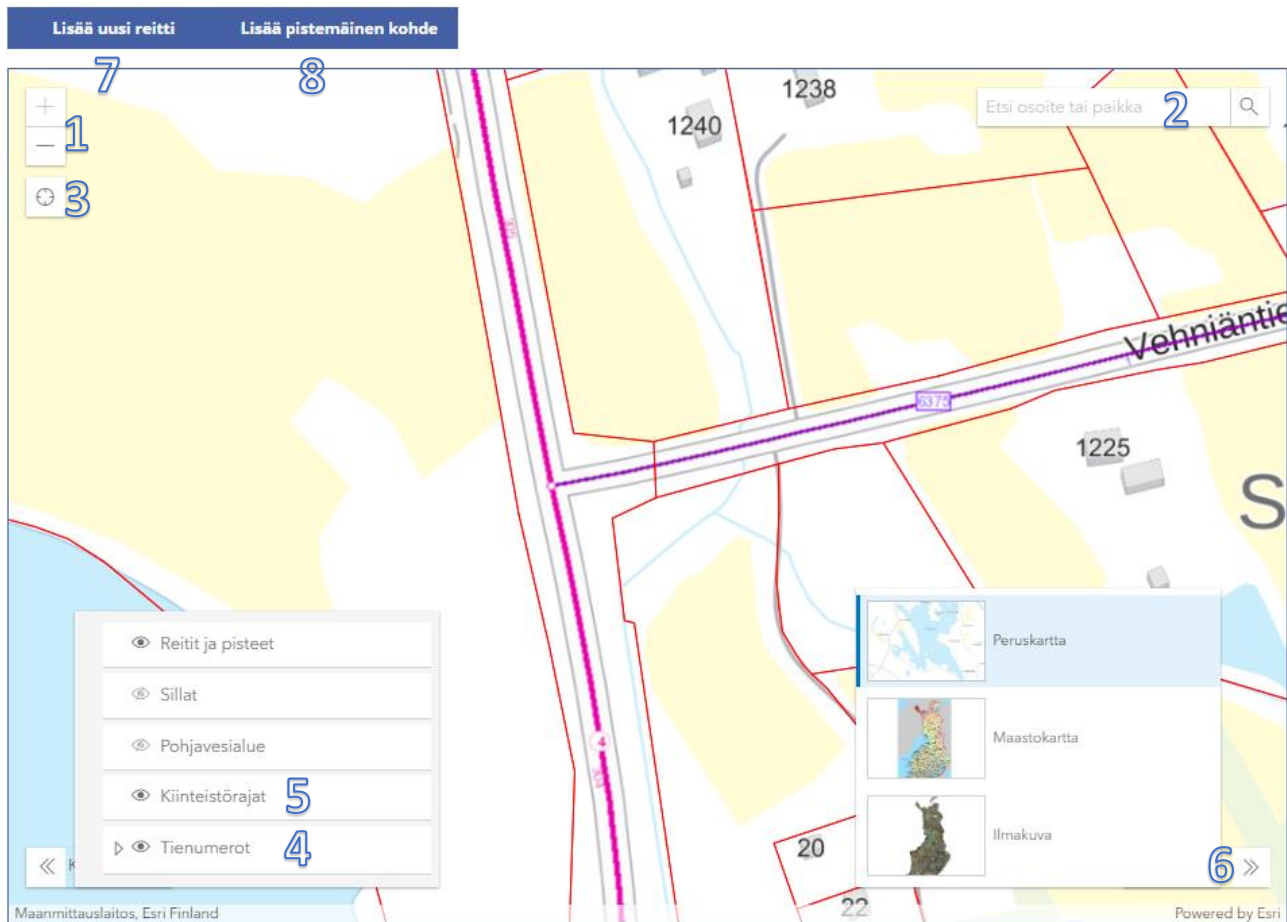 Lisää uusi reitti Lisää pistemäinen kohde
7 8
1238
1240
Etsi osoite tai paikka 2
1
3
Vehniäntie
1225
S
Reitit ja pisteet
Peruskartta
Sillat
Maastokartta
Pohjavesialue
4
Kiinteistörajat 5
Ilmakuva
Tienumerot 4
20
6
K
22
Maanmittauslaitos, Esri Finland
Powered by Esri